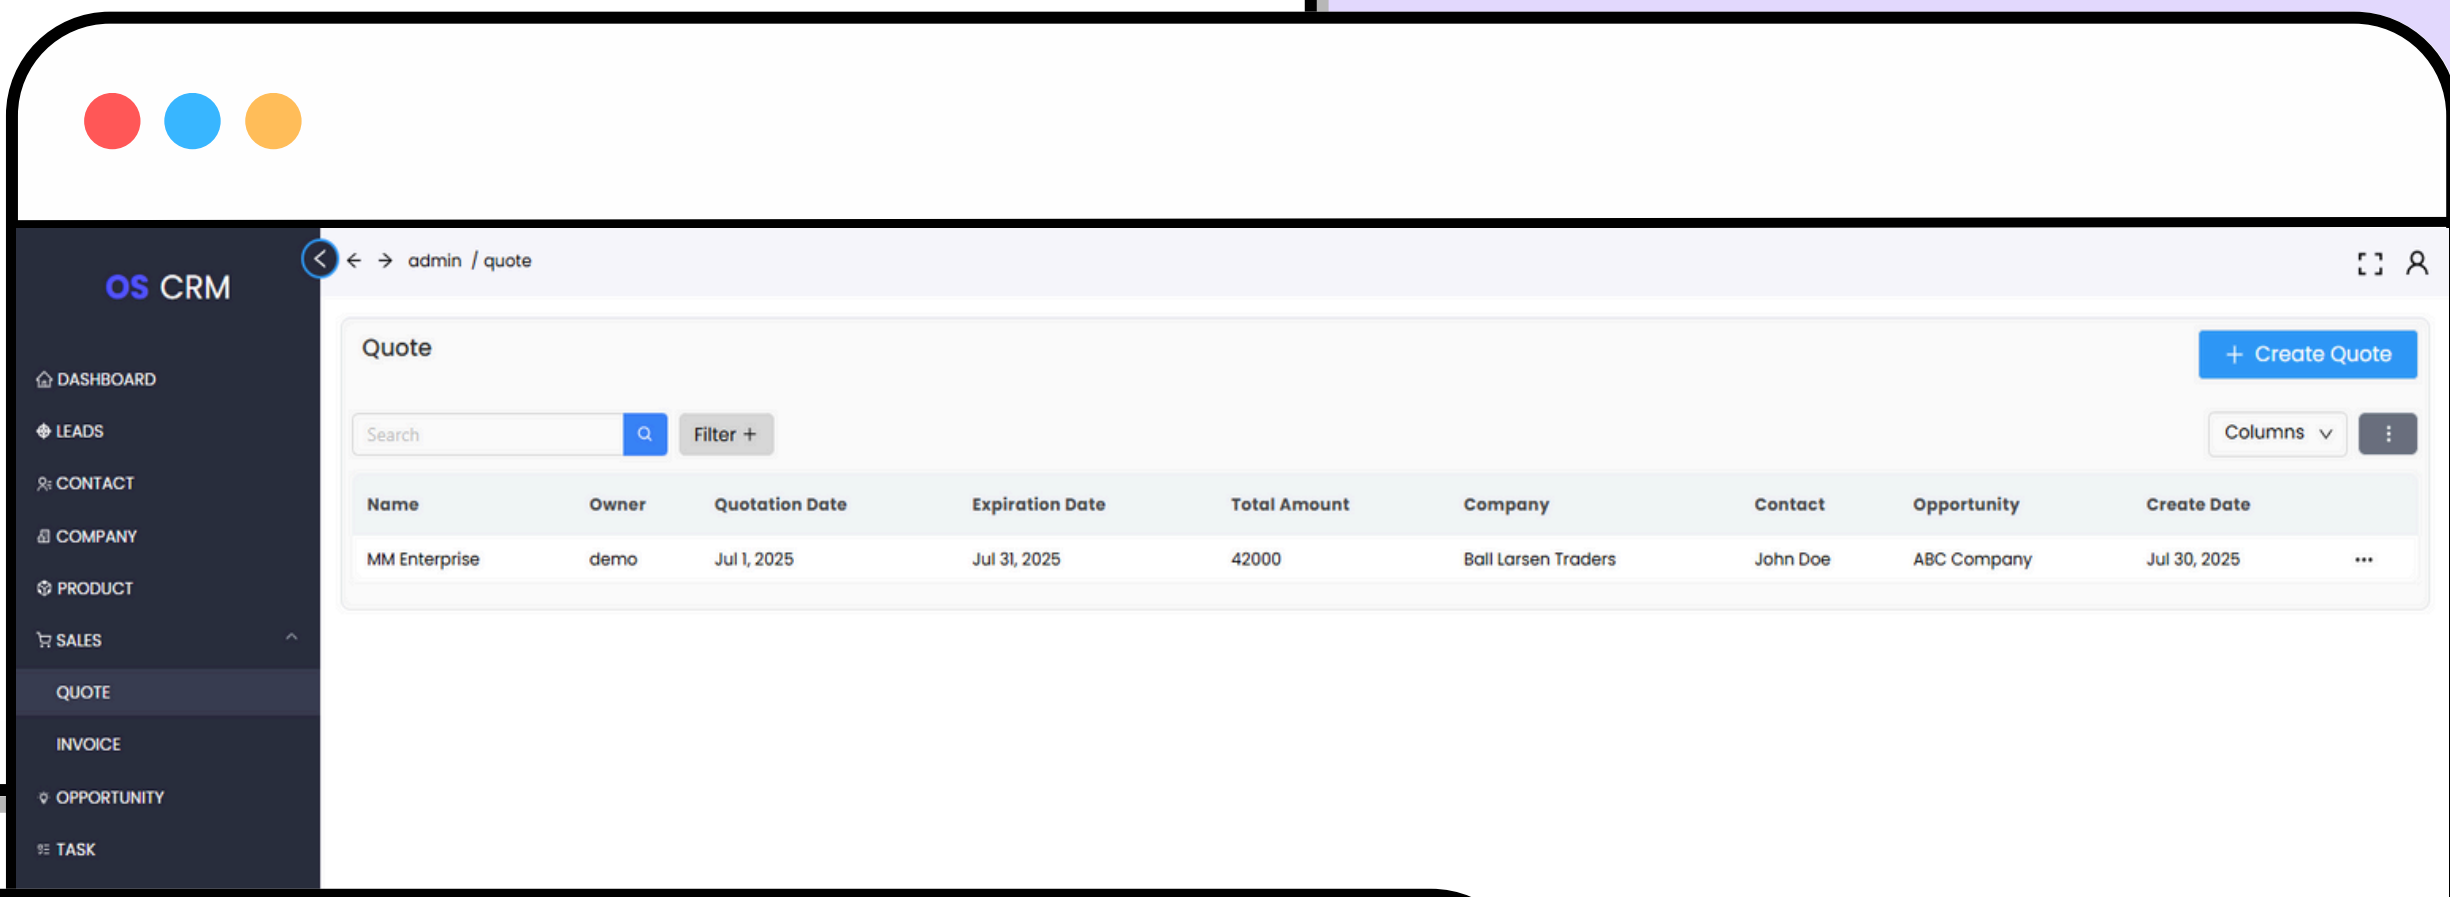 OS CRM
admin / quote
DASHBOARD
LEADS
CONTACT
COMPANY
PRODUCT
SALES
QUOTE
INVOICE
OPPORTUNITY
TASK
Quote
+ Create Quote
Search
Filter +
Columns
Name Owner Quotation Date Expiration Date Total Amount Company Contact Opportunity Create Date
MM Enterprise demo Jul 1, 2025 Jul 31, 2025 42000 Ball Larsen Traders John Doe ABC Company Jul 30, 2025 •••